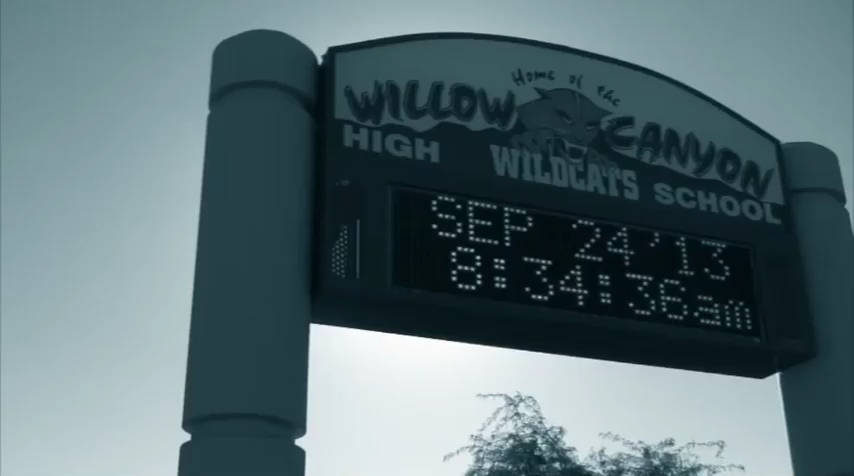 Home of the
WILLOW CANYON
HIGH WILDCATS SCHOOL
SEP 24'13
8:34:36am